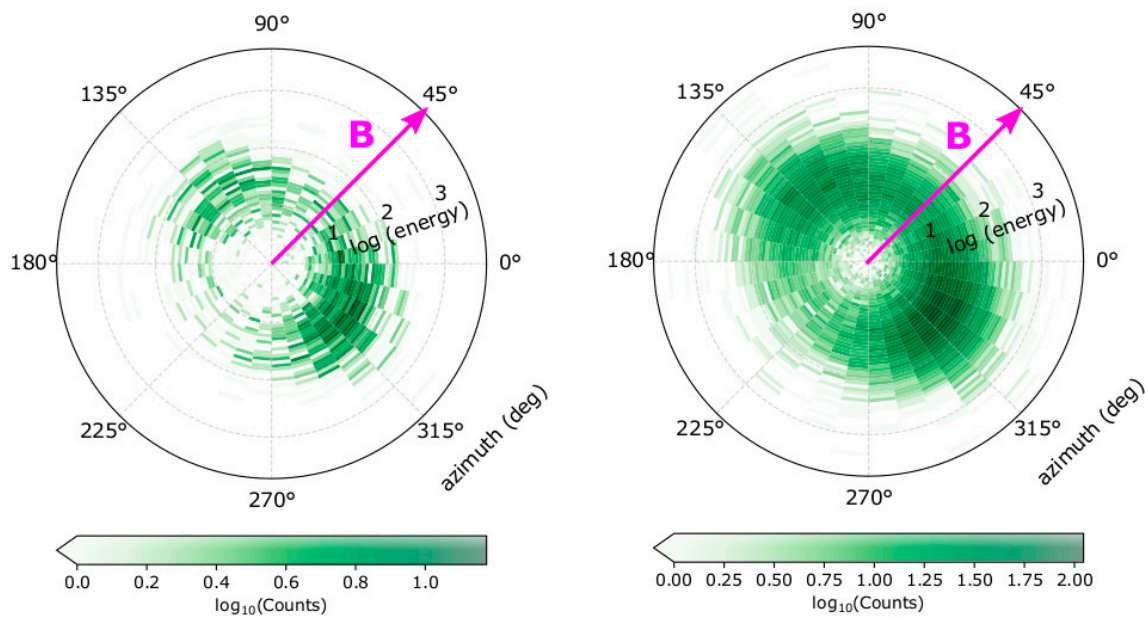 90°
135°
45°
B
3
2
1
log (energy)
180°
0°
225°
315°
azimuth (deg)
270°
0.0 0.2 0.4 0.6 0.8 1.0
log10(Counts)
90°
135°
45°
B
3
2
1
log (energy)
180°
0°
225°
315°
azimuth (deg)
270°
0.00 0.25 0.50 0.75 1.00 1.25 1.50 1.75 2.00
log10(Counts)